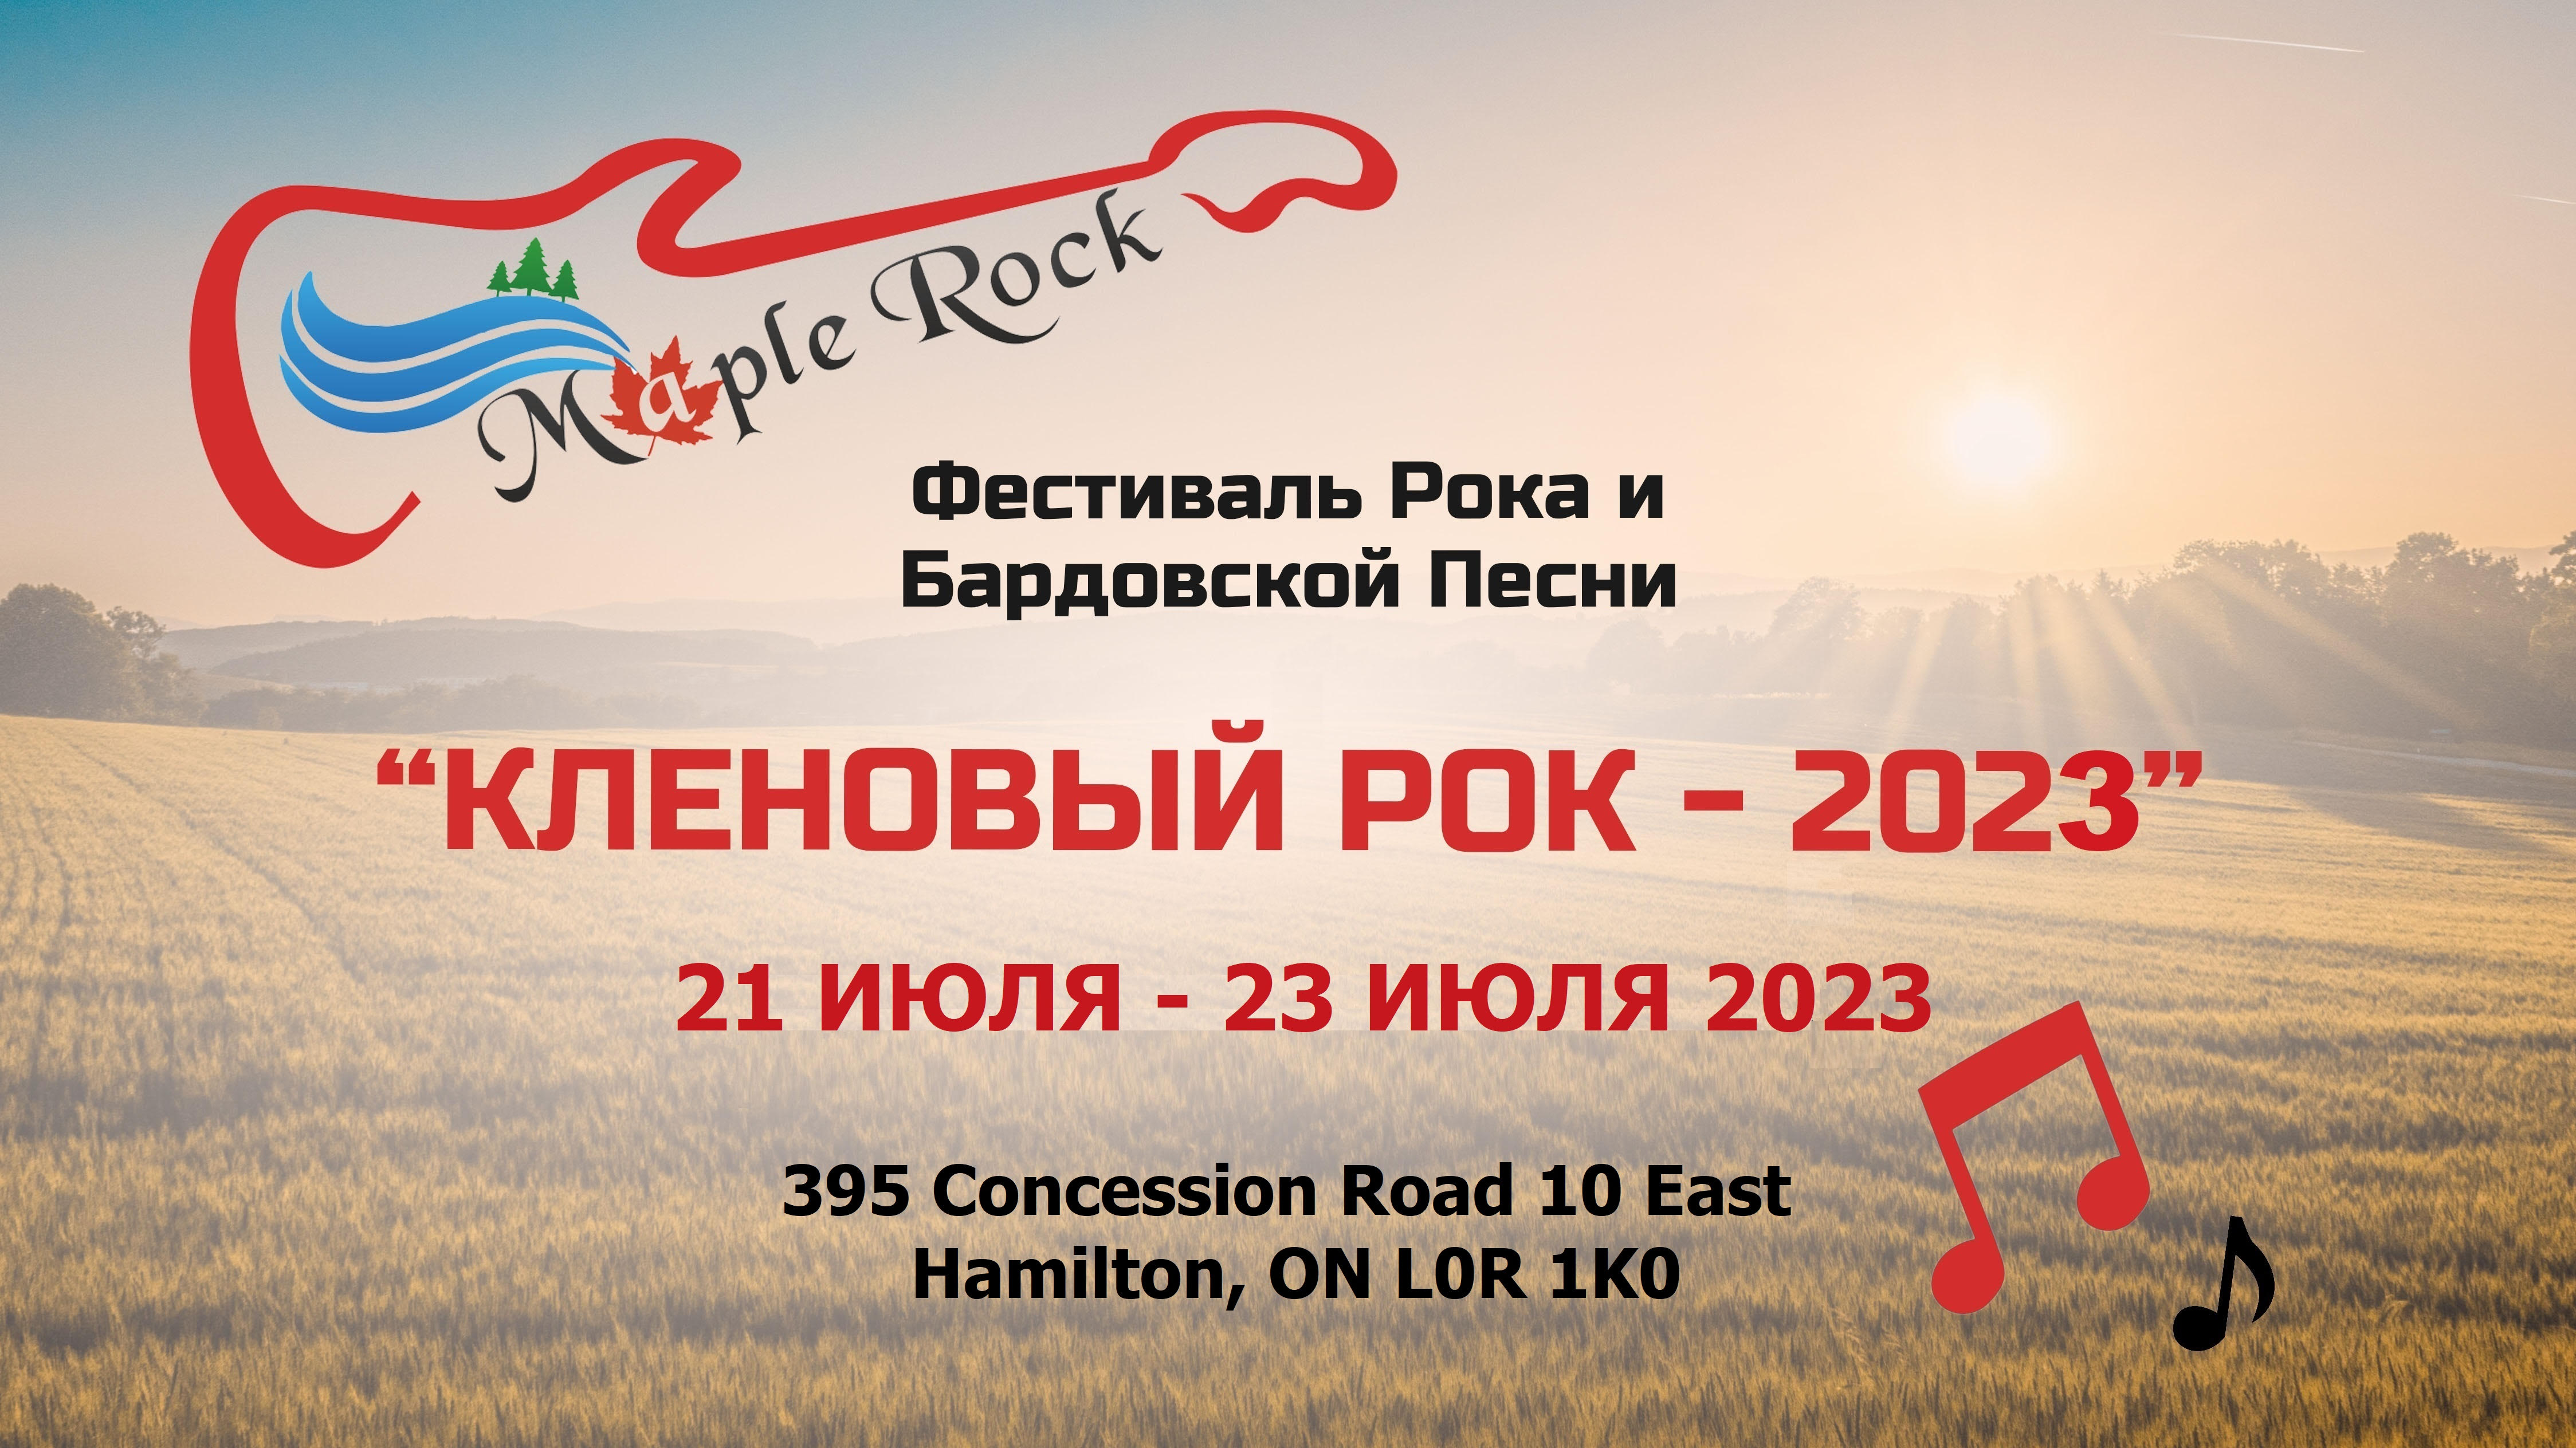 Maple Rock
Фестиваль Рока и
Бардовской Песни
“КЛЕНОВЫЙ РОК - 2023”
21 ИЮЛЯ - 23 ИЮЛЯ 2023
395 Concession Road 10 East
Hamilton, ON L0R 1K0